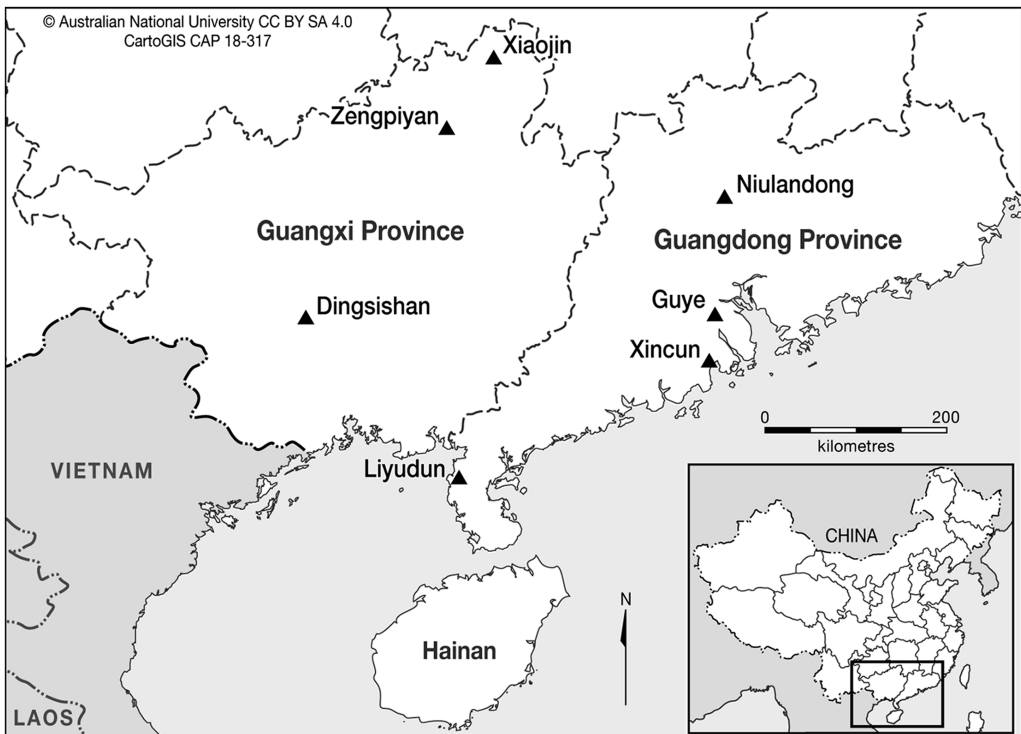 © Australian National University CC BY SA 4.0
CartoGIS CAP 18-317
Xiaojin
Zengpiyan
Niulandong
Guangxi Province
Guangdong Province
Guye
Dingsishan
Xincun
0 200
kilometres
VIETNAM
Liyudun
CHINA
N
Hainan
LAOS